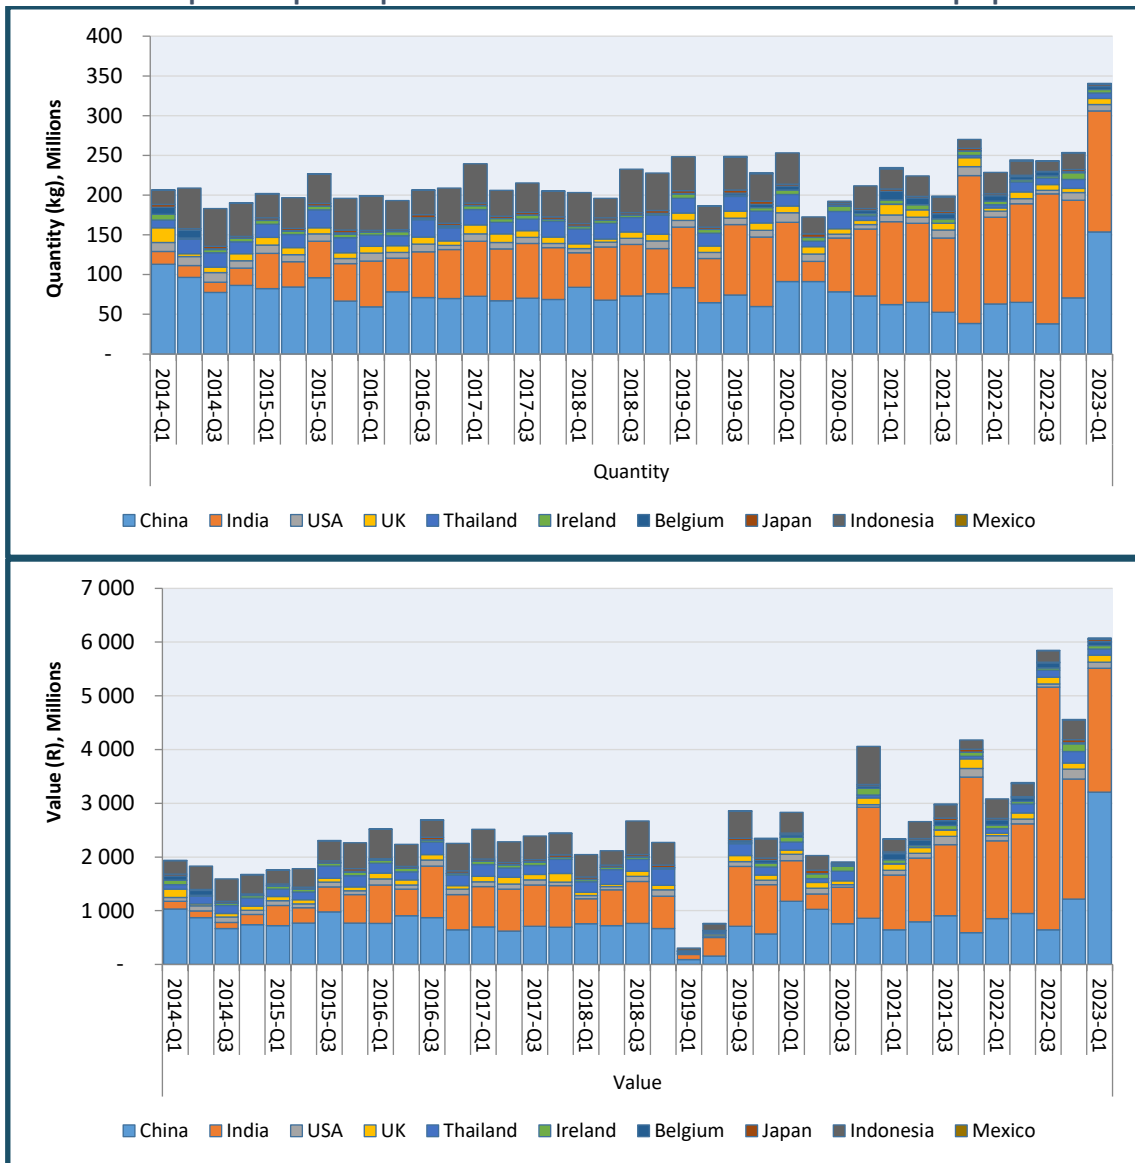 400
350
300
250
200
150
100
50
-
Quantity (kg), Millions
2014-Q1
2014-Q3
2015-Q1
2015-Q3
2016-Q1
2016-Q3
2017-Q1
2017-Q3
2018-Q1
2018-Q3
2019-Q1
2019-Q3
2020-Q1
2020-Q3
2021-Q1
2021-Q3
2022-Q1
2022-Q3
2023-Q1
Quantity
China India USA UK Thailand Ireland Belgium Japan Indonesia Mexico
7 000
6 000
5 000
4 000
3 000
2 000
1 000
-
Value (R), Millions
2014-Q1
2014-Q3
2015-Q1
2015-Q3
2016-Q1
2016-Q3
2017-Q1
2017-Q3
2018-Q1
2018-Q3
2019-Q1
2019-Q3
2020-Q1
2020-Q3
2021-Q1
2021-Q3
2022-Q1
2022-Q3
2023-Q1
Value
China India USA UK Thailand Ireland Belgium Japan Indonesia Mexico